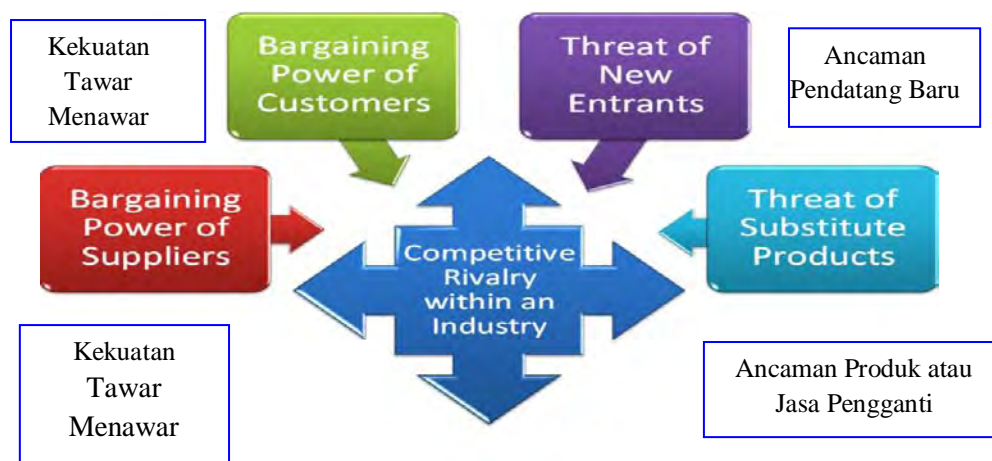 Kekuatan
Tawar
Menawar
Bargaining
Power of
Customers
Threat of
New
Entrants
Ancaman
Pendatang Baru
Bargaining
Power of
Suppliers
Competitive
Rivalry
within an
Industry
Threat of
Substitute
Products
Kekuatan
Tawar
Menawar
Ancaman Produk atau
Jasa Pengganti